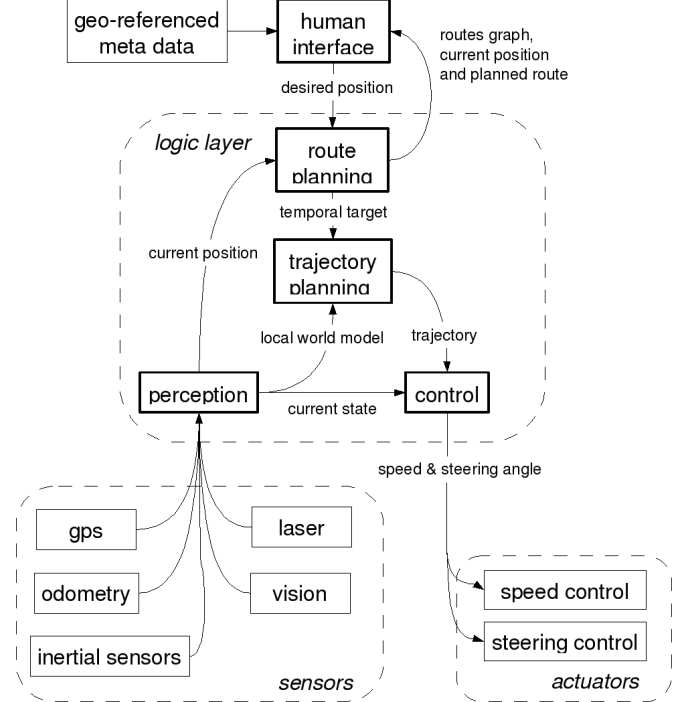 geo-referenced
meta data
human
interface
routes graph,
current position
and planned route
desired position
logic layer
route
planning
temporal target
current position
trajectory
planning
local world model
trajectory
perception
current state
control
speed & steering angle
gps
laser
odometry
vision
inertial sensors
sensors
speed control
steering control
actuators